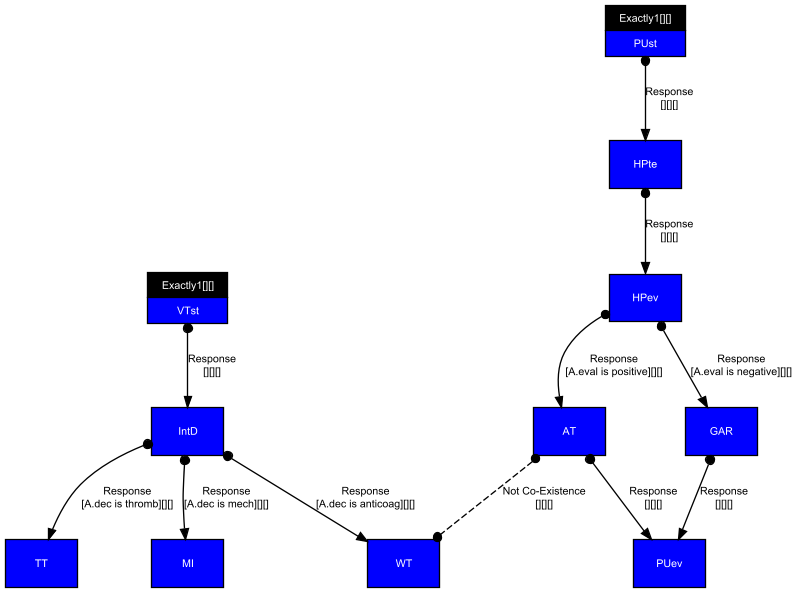 Exactly1[][]
PUst
Response
[][][]
HPte
Response
[][][]
HPev
Exactly1[][]
VTst
Response
[][][]
Response
[A.eval is positive][][]
Response
[A.eval is negative][][]
IntD
AT
GAR
Response
[A.dec is thromb][][]
Response
[A.dec is mech][][]
Response
[A.dec is anticoag][][]
Not Co-Existence
[][][]
Response
[][][]
Response
[][][]
TT
MI
WT
PUev